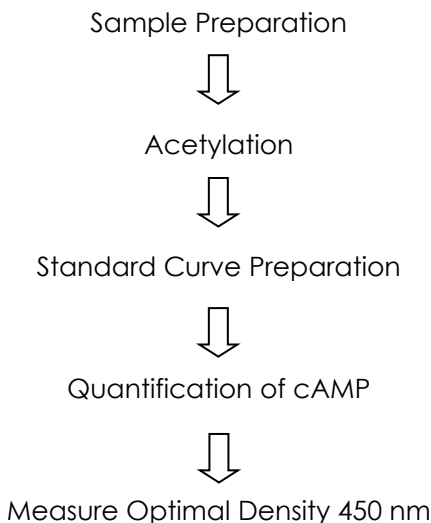 Sample Preparation
Acetylation
Standard Curve Preparation
Quantification of cAMP
Measure Optimal Density 450 nm